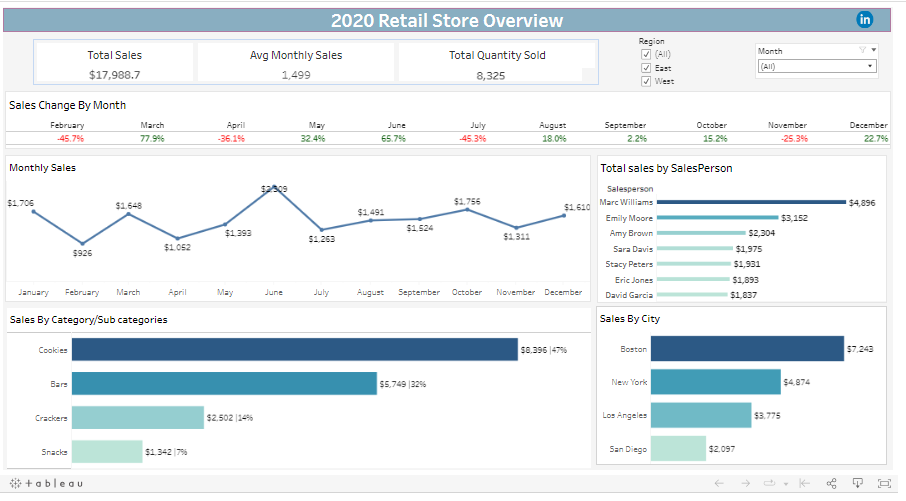 2020 Retail Store Overview
in
Total Sales
$17,988.7
Avg Monthly Sales
1,499
Total Quantity Sold
8,325
Region
(All)
East
West
Month
(All)
Sales Change By Month
February March April May June July August September October November December
-45.7% 77.9% -36.1% 32.4% 65.7% -45.3% 18.0% 2.2% 15.2% -25.3% 22.7%
Monthly Sales
$1,706
$926
$1,648
$1,052
$1,393
$1,263
$1,491
$1,524
$1,756
$1,311
$1,610
January February March April May June July August September October November December
Total sales by SalesPerson
Salesperson
Marc Williams $4,896
Emily Moore $3,152
Amy Brown $2,304
Sara Davis $1,975
Stacy Peters $1,931
Eric Jones $1,893
David Garcia $1,837
Sales By Category/Sub categories
Cookies $8,396 |47%
Bars $5,749 |32%
Crackers $2,502 |14%
Snacks $1,342 |7%
Sales By City
Boston $7,243
New York $4,874
Los Angeles $3,775
San Diego $2,097
+ a b l e a u